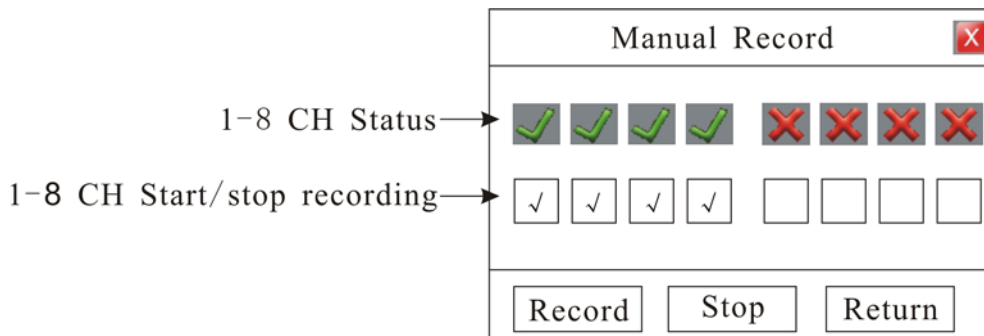 Manual Record X
1-8 CH Status
1-8 CH Start/stop recording
√ √ √ √
Record Stop Return